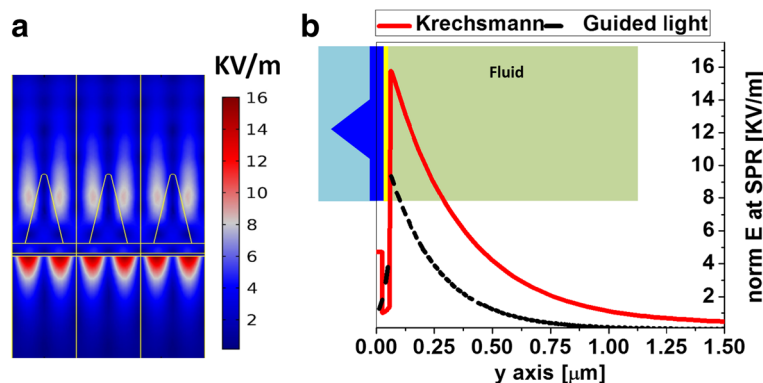 a
KV/m
16
14
12
10
8
6
4
2
b
Krechsmann
Guided light
Fluid
16
14
12
10
8
6
4
2
norm E at SPR [KV/m]
0.00 0.25 0.50 0.75 1.00 1.25 1.50
y axis [μm]